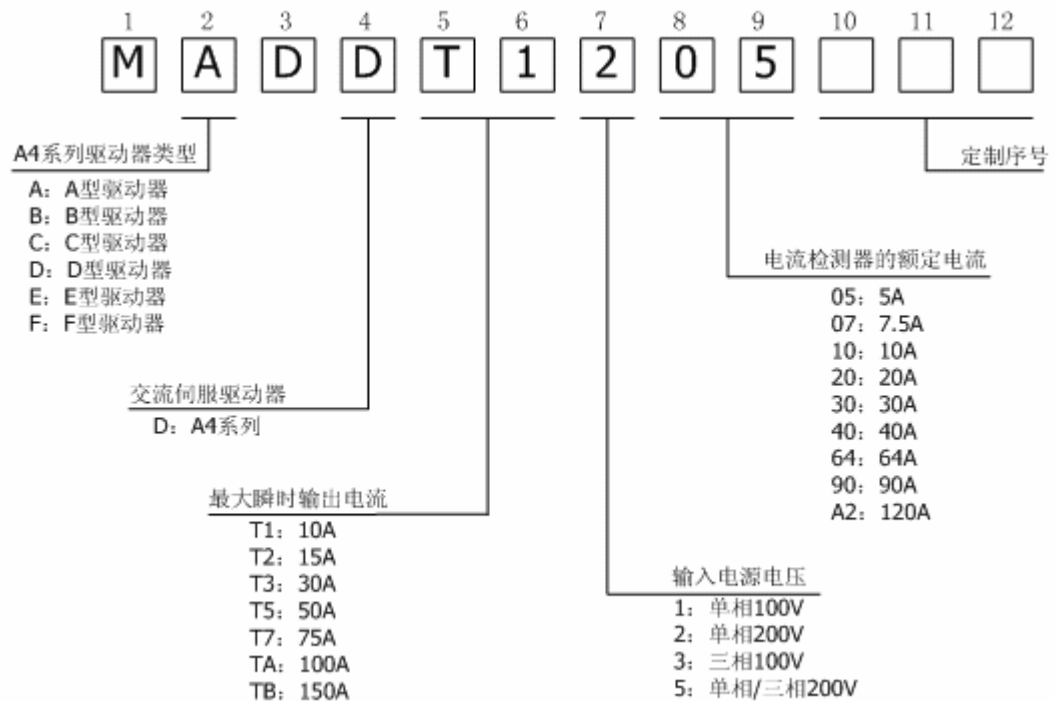 1 2 3 4 5 6 7 8 9 10 11 12
M A D D T 1 2 0 5
A4系列驱动器类型
A：A型驱动器
B：B型驱动器
C：C型驱动器
D：D型驱动器
E：E型驱动器
F：F型驱动器
交流伺服驱动器
D：A4系列
最大瞬时输出电流
T1：10A
T2：15A
T3：30A
T5：50A
T7：75A
TA：100A
TB：150A
输入电源电压
1：单相100V
2：单相200V
3：三相100V
5：单相/三相200V
电流检测器的额定电流
05：5A
07：7.5A
10：10A
20：20A
30：30A
40：40A
64：64A
90：90A
A2：120A
定制序号